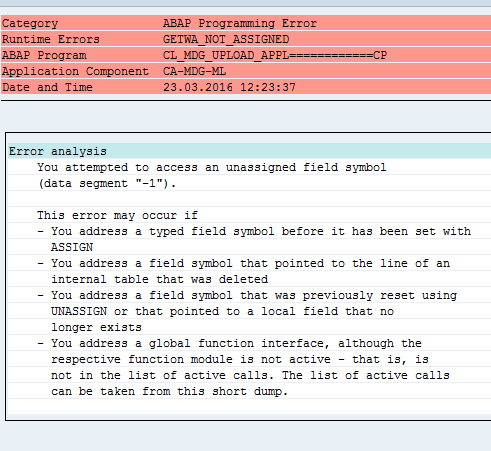 Category ABAP Programming Error
Runtime Errors GETWA_NOT_ASSIGNED
ABAP Program CL_MDG_UPLOAD_APPL============CP
Application Component CA-MDG-ML
Date and Time 23.03.2016 12:23:37
Error analysis
You attempted to access an unassigned field symbol
(data segment "-1").
This error may occur if
- You address a typed field symbol before it has been set with
ASSIGN
- You address a field symbol that pointed to the line of an
internal table that was deleted
- You address a field symbol that was previously reset using
UNASSIGN or that pointed to a local field that no
longer exists
- You address a global function interface, although the
respective function module is not active - that is, is
not in the list of active calls. The list of active calls
can be taken from this short dump.